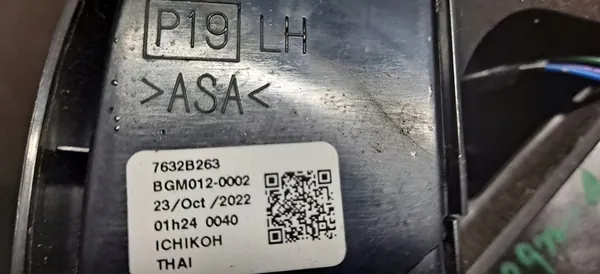 P19 LH
>ASA<
7632B263
BGM012-0002
23/Oct/2022
01h24 0040
ICHIKOH
THAI